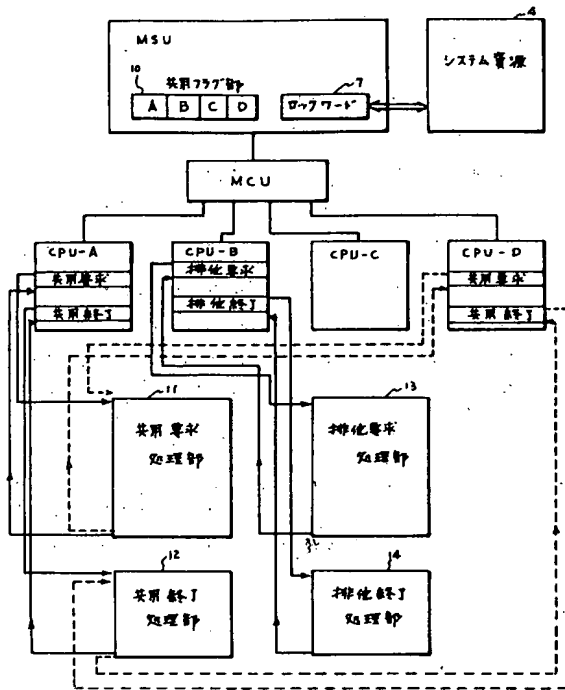 4
MSU
システム資源
10
共用フラグ部
7
A B C D
ロックワード
MCU
CPU-A
CPU-B
CPU-C
CPU-D
共用要求
排他要求
共用要求
共用終了
排他終了
共用終了
11
13
共用要求
処理部
排他要求
処理部
12
14
共用終了
処理部
排他終了
処理部